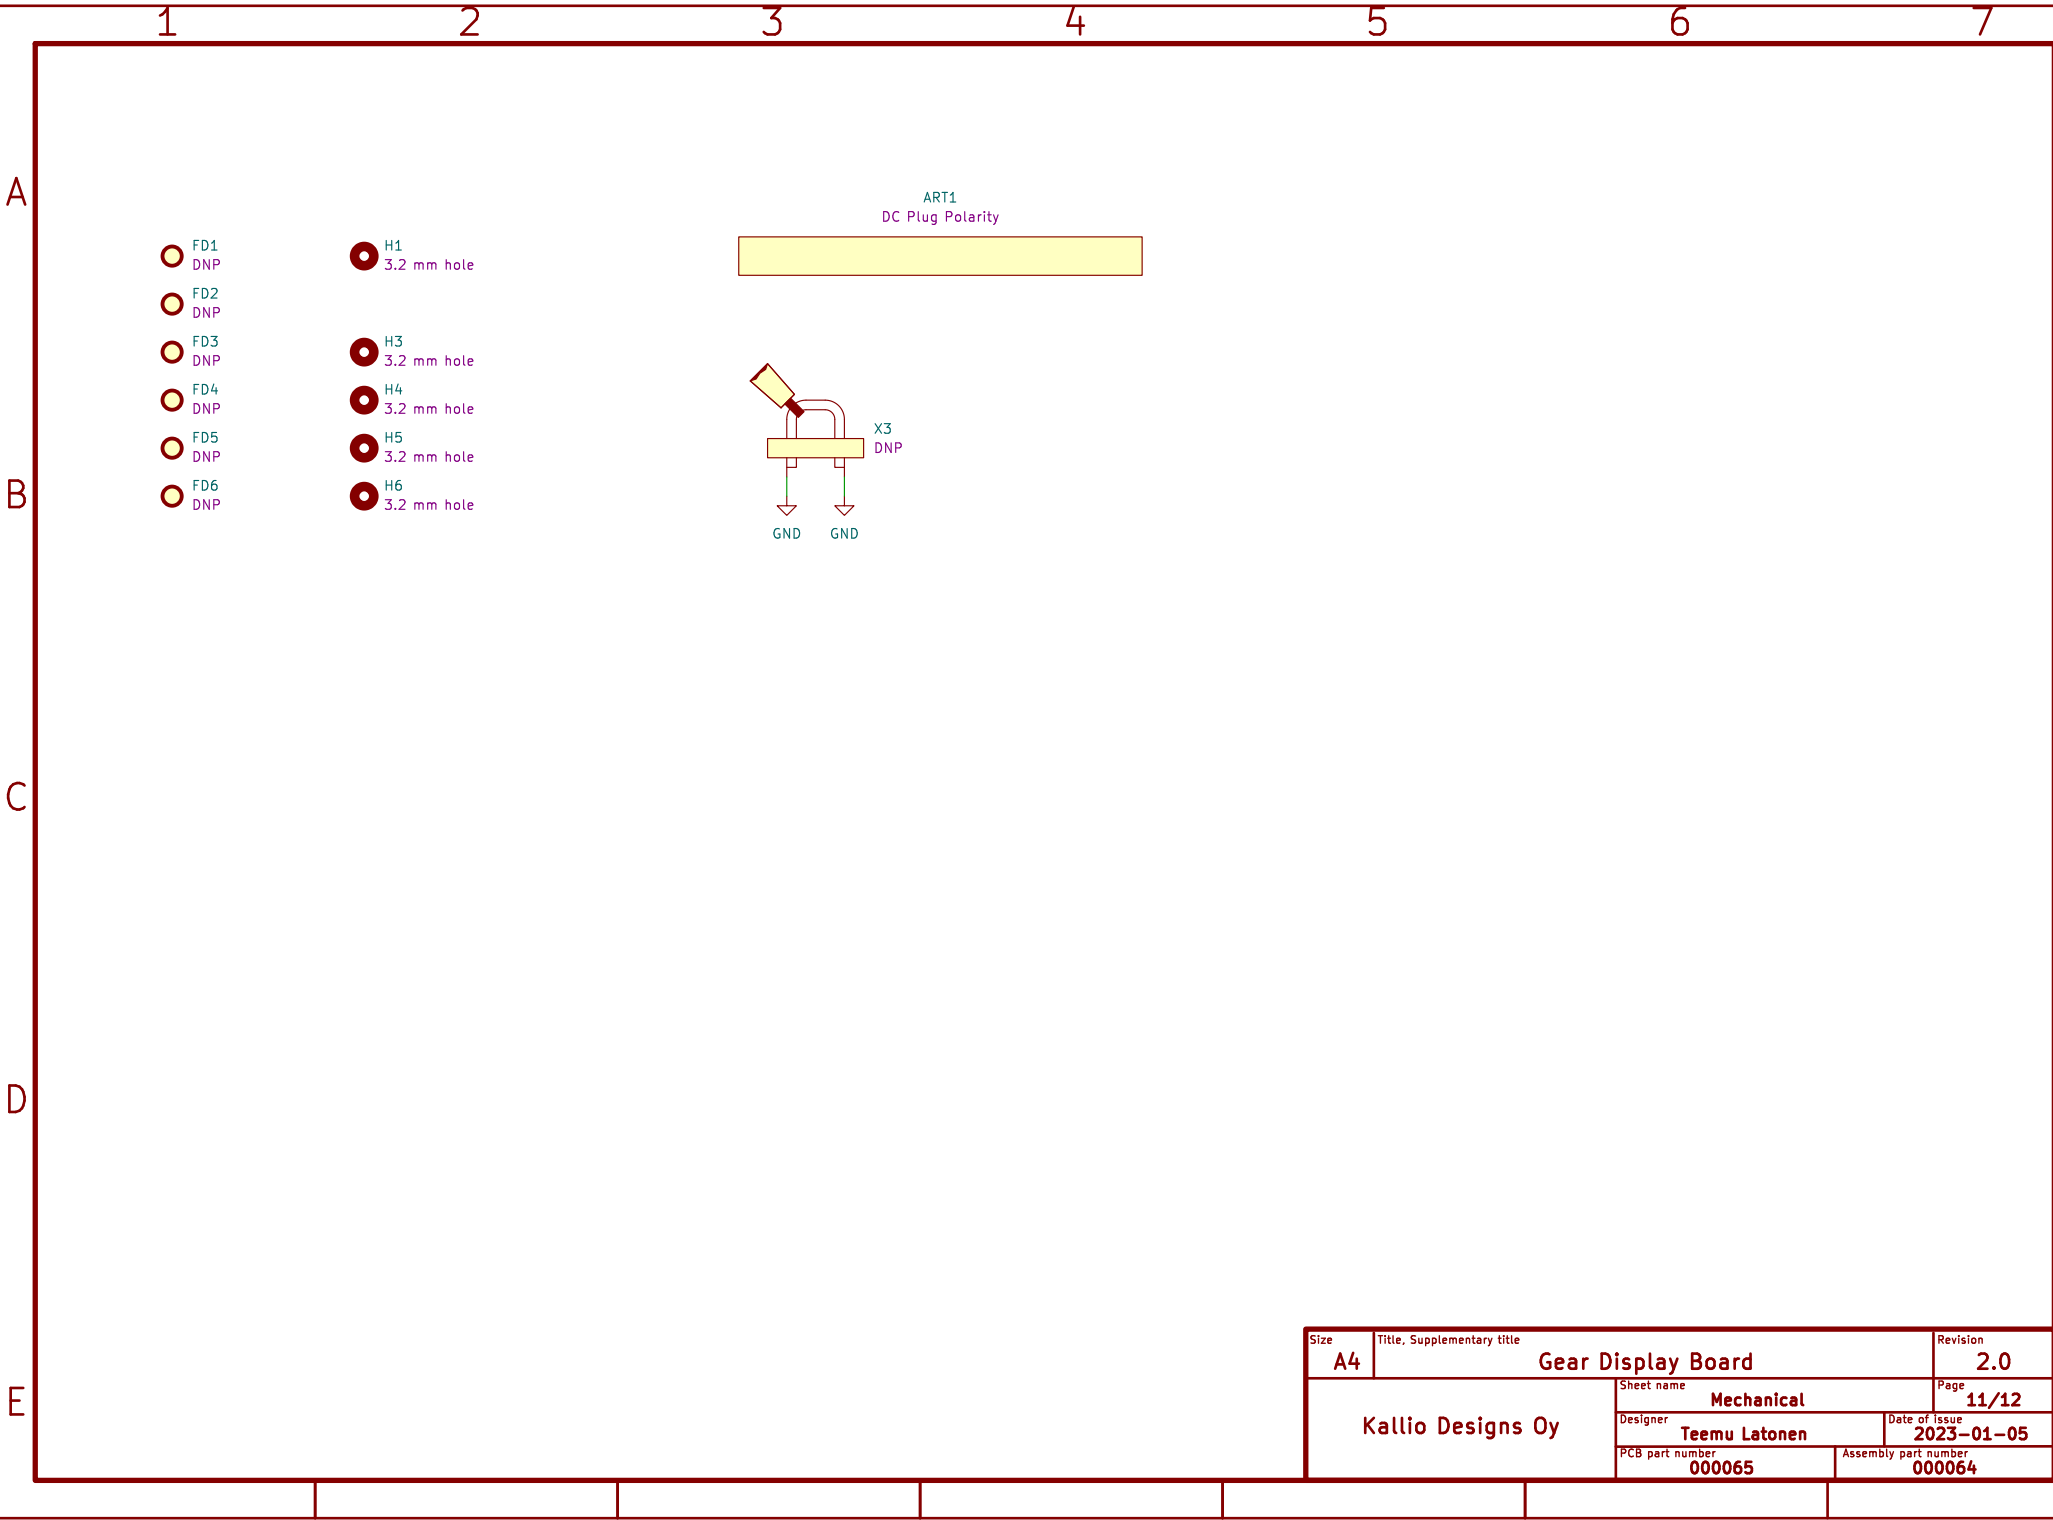 1 2 3 4 5 6 7
A
ART1
DC Plug Polarity
FD1
DNP
H1
3.2 mm hole
FD2
DNP
FD3
DNP
H3
3.2 mm hole
FD4
DNP
H4
3.2 mm hole
FD5
DNP
H5
3.2 mm hole
X3
DNP
B
FD6
DNP
H6
3.2 mm hole
GND GND
C
D
E
Size
A4
Title, Supplementary title
Gear Display Board
Revision
2.0
Kallio Designs Oy
Sheet name
Mechanical
Page
11/12
Designer
Teemu Latonen
Date of issue
2023-01-05
PCB part number
000065
Assembly part number
000064